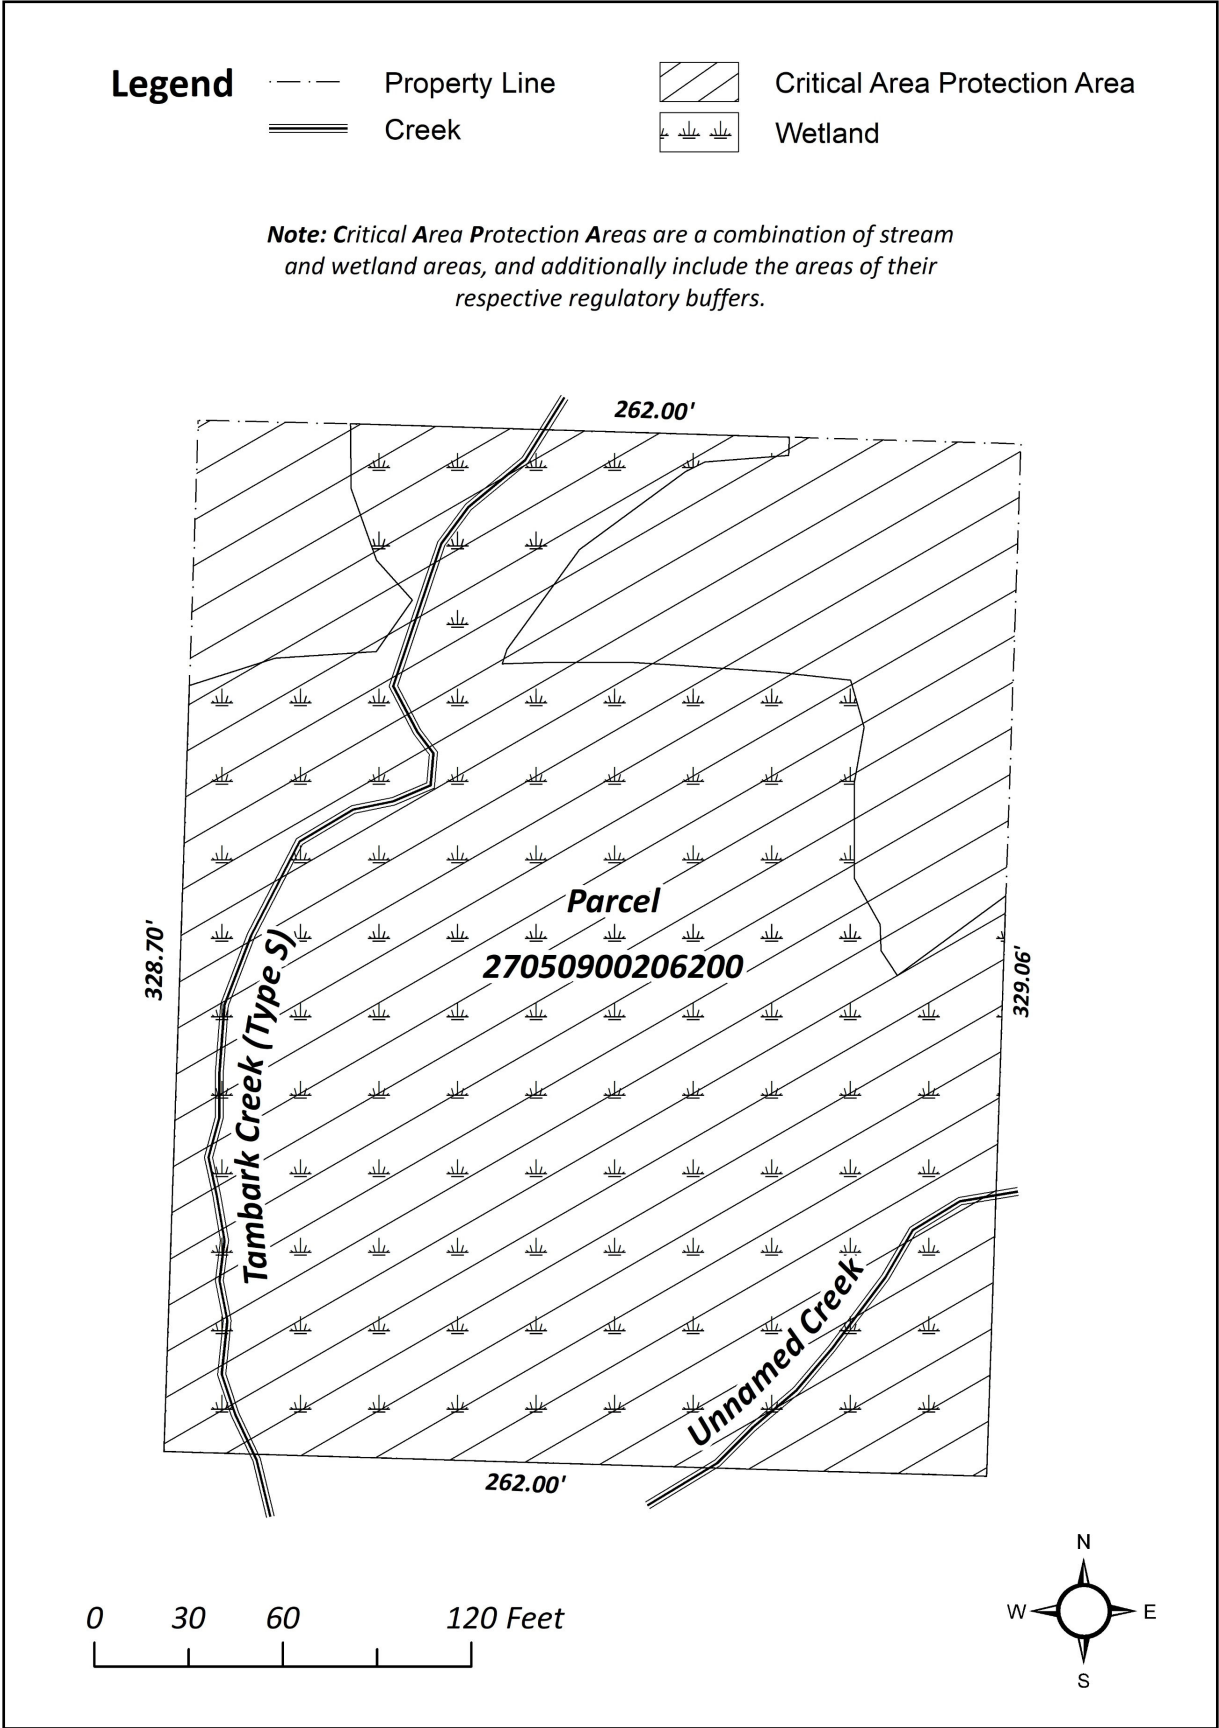 Legend
Property Line
Creek
Critical Area Protection Area
Wetland
Note: Critical Area Protection Areas are a combination of stream
and wetland areas, and additionally include the areas of their
respective regulatory buffers.
262.00'
328.70'
Parcel
27050900206200
329.06'
Tambark Creek (Type S)
Unnamed Creek
262.00'
0 30 60 120 Feet
N
W E
S